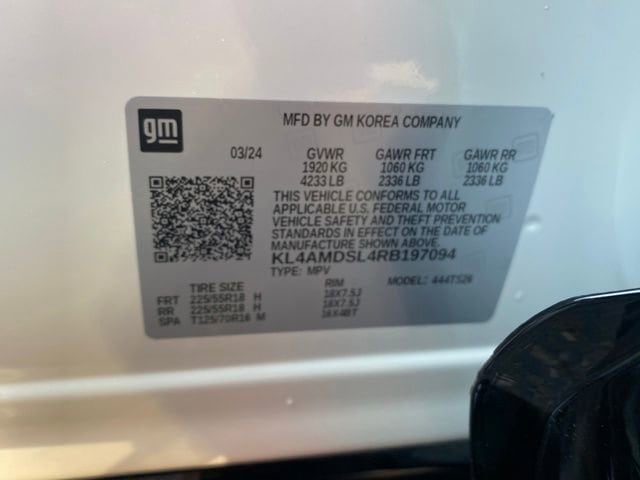 gm
MFD BY GM KOREA COMPANY
03/24 GVWR GAWR FRT GAWR RR
1920 KG 1060 KG 1060 KG
4233 LB 2336 LB 2336 LB
THIS VEHICLE CONFORMS TO ALL
APPLICABLE U.S. FEDERAL MOTOR
VEHICLE SAFETY AND THEFT PREVENTION
STANDARDS IN EFFECT ON THE DATE OF
MANUFACTURE SHOWN ABOVE.
KL4AMDSL4RB197094
TYPE: MPV MODEL: 4TS26
TIRE SIZE RIM
FRT 225/55R18 H 18X7.5J
RR 225/55R18 H 18X7.5J
SPA T125/70R16 M 16X4BT